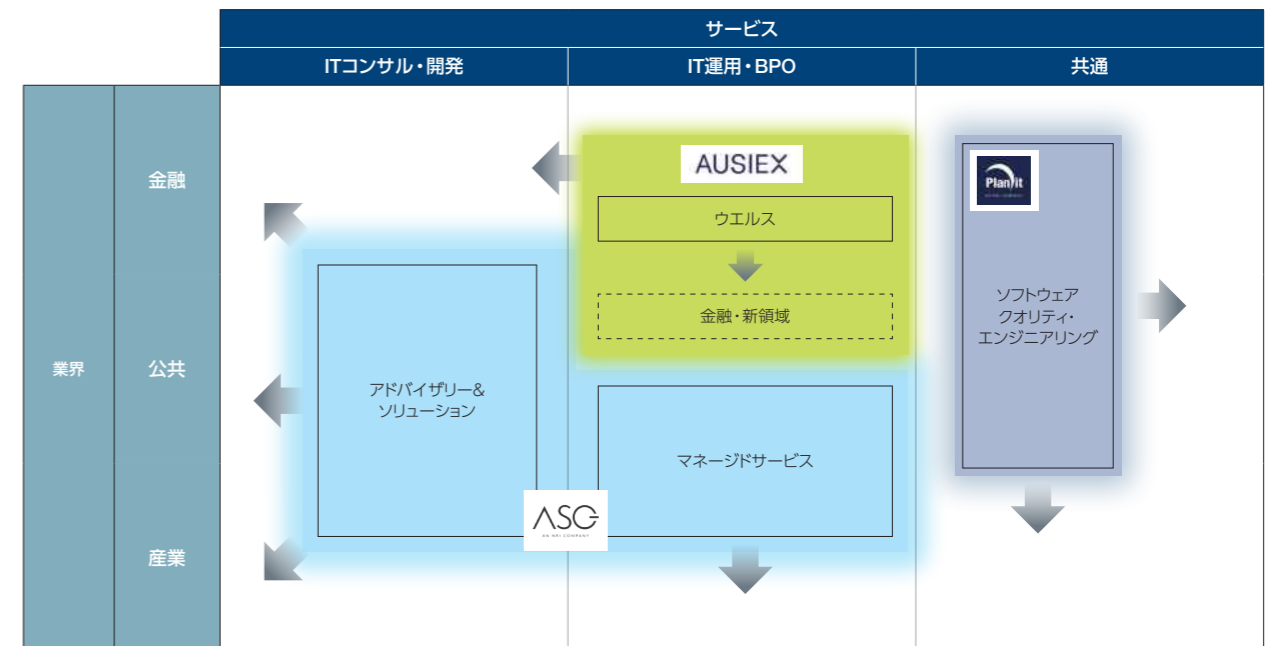 サービス
ITコンサル・開発
IT運用・BPO
共通
業界
金融
公共
産業
AUSIEX
ウエルス
金融・新領域
アドバイザリー&
ソリューション
マネージドサービス
ASG
AN NRI COMPANY
Planit
AN NRI COMPANY
ソフトウェア
クオリティ・
エンジニアリング